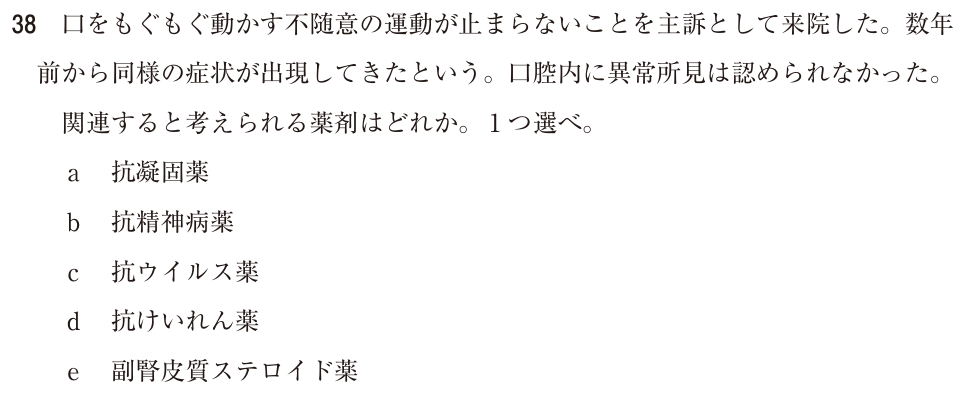 38　口をもぐもぐ動かす不随意の運動が止まらないことを主訴として来院した。数年
前から同様の症状が出現してきたという。口腔内に異常所見は認められなかった。
関連すると考えられる薬剤はどれか。１つ選べ。
a　抗凝固薬
b　抗精神病薬
c　抗ウイルス薬
d　抗けいれん薬
e　副腎皮質ステロイド薬